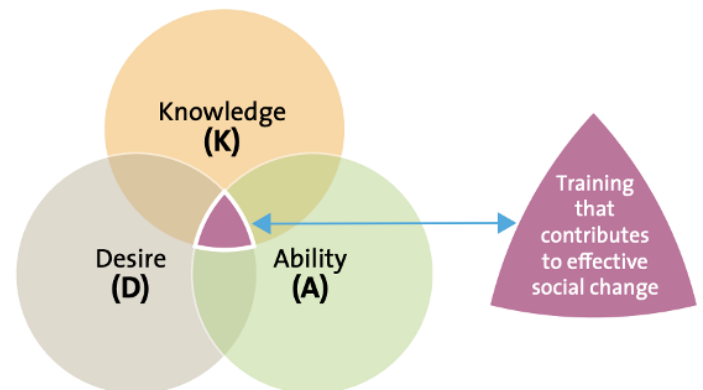 Knowledge
(K)
Desire
(D)
Ability
(A)
Training
that
contributes
to effective
social change